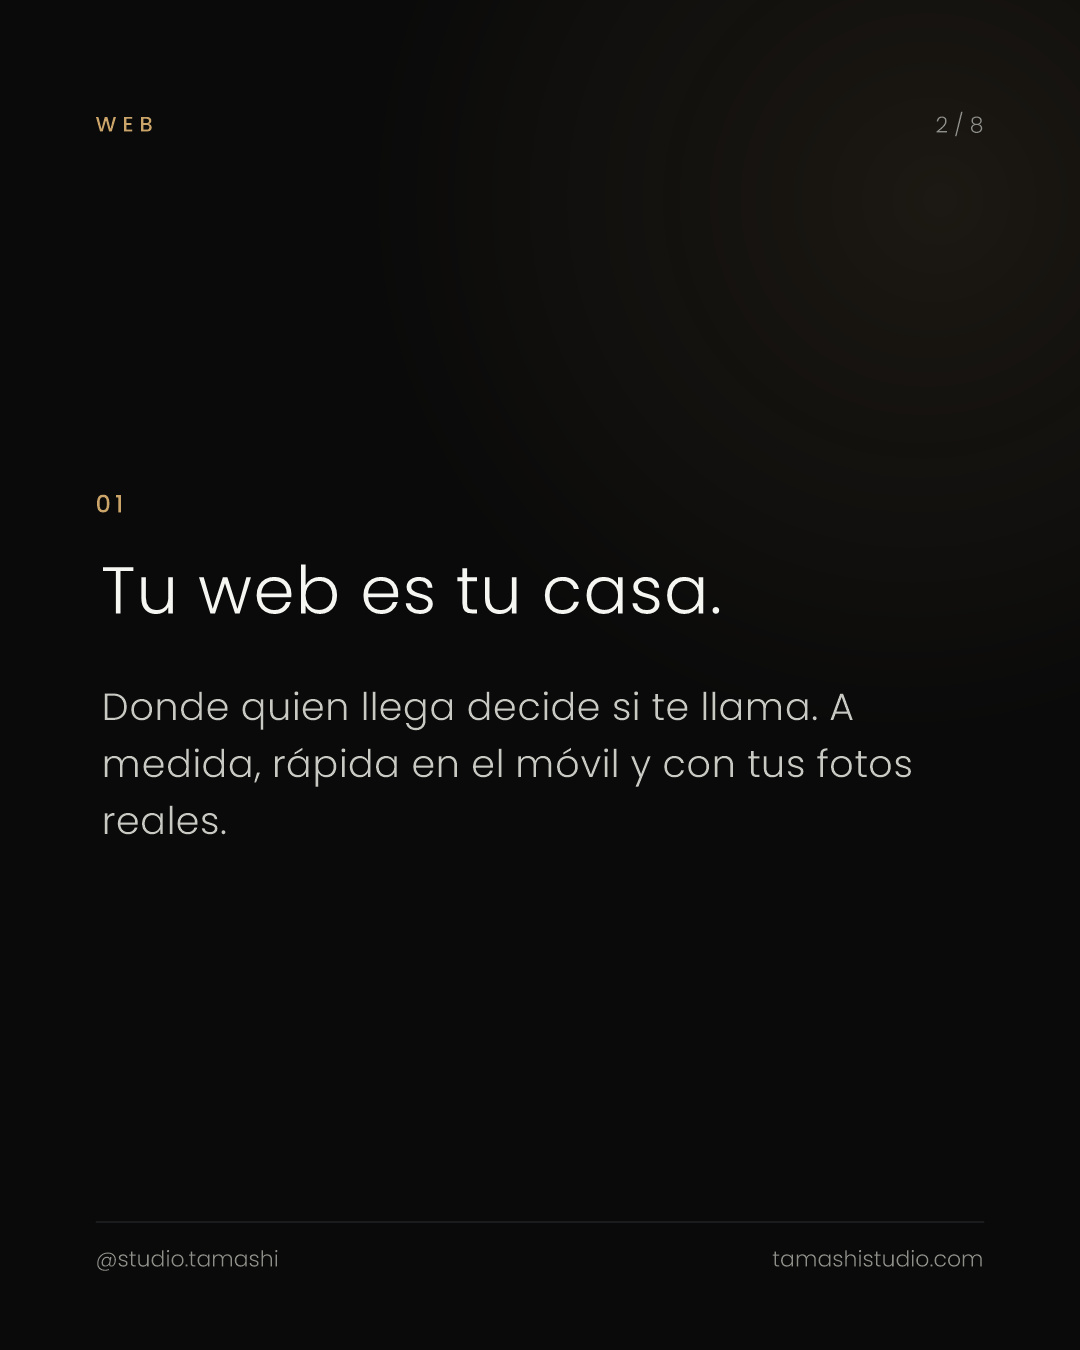 WEB
2 / 8
01
Tu web es tu casa.
Donde quien llega decide si te llama. A
medida, rápida en el móvil y con tus fotos
reales.
@studio.tamashi
tamashistudio.com